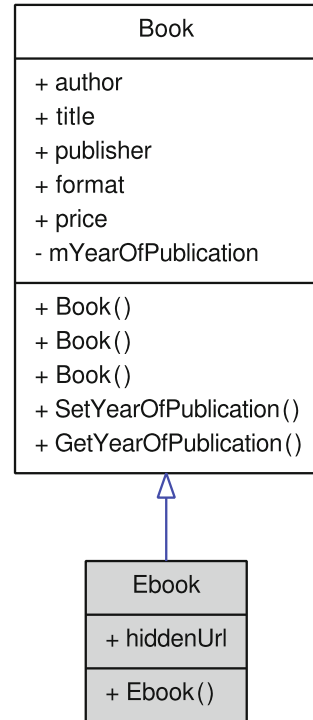 Book
+ author
+ title
+ publisher
+ format
+ price
- mYearOfPublication
+ Book()
+ Book()
+ Book()
+ SetYearOfPublication()
+ GetYearOfPublication()
Ebook
+ hiddenUrl
+ Ebook()